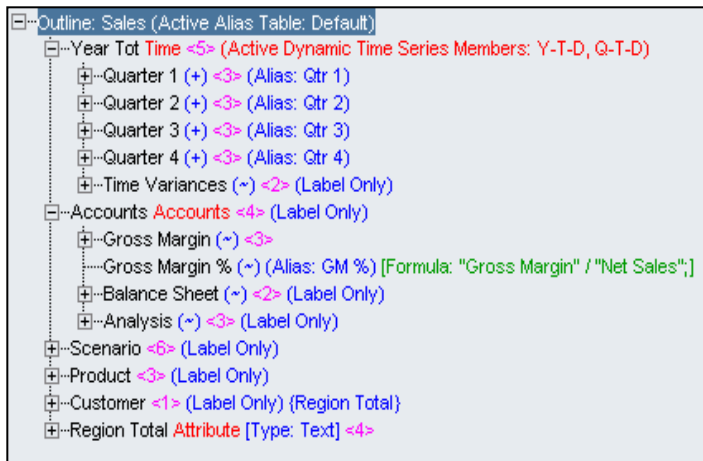 Outline: Sales (Active Alias Table: Default)
Year Tot Time <5> (Active Dynamic Time Series Members: Y-T-D, Q-T-D)
Quarter 1 (+) <3> (Alias: Qtr 1)
Quarter 2 (+) <3> (Alias: Qtr 2)
Quarter 3 (+) <3> (Alias: Qtr 3)
Quarter 4 (+) <3> (Alias: Qtr 4)
Time Variances (~) <2> (Label Only)
Accounts Accounts <4> (Label Only)
Gross Margin (~) <3>
Gross Margin % (~) (Alias: GM %) [Formula: "Gross Margin" / "Net Sales";]
Balance Sheet (~) <2> (Label Only)
Analysis (~) <3> (Label Only)
Scenario <6> (Label Only)
Product <3> (Label Only)
Customer <1> (Label Only) {Region Total}
Region Total Attribute [Type: Text] <4>